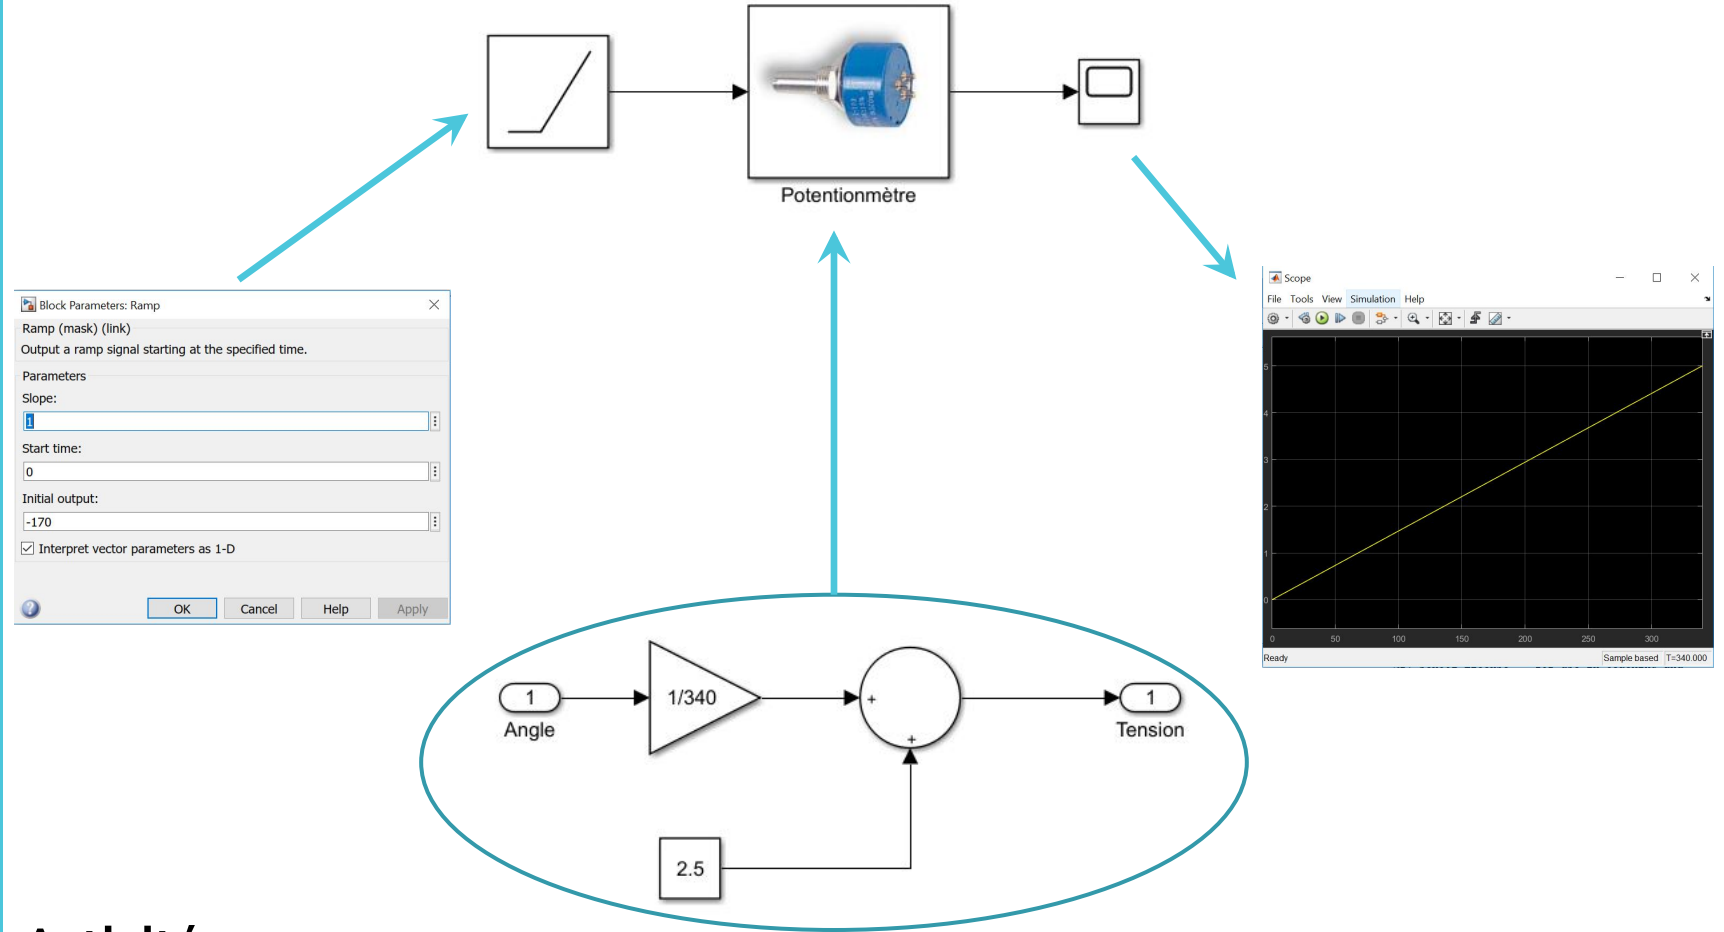 Potentionmètre
Block Parameters: Ramp
Ramp (mask) (link)
Output a ramp signal starting at the specified time.
Parameters
Slope:
1
Start time:
0
Initial output:
-170
Interpret vector parameters as 1-D
OK Cancel Help Apply
Scope
File Tools View Simulation Help
5
4
3
2
1
0
0 50 100 150 200 250 300
Ready Sample based T=340.000
1
Angle
1/340
+
+
1
Tension
2.5